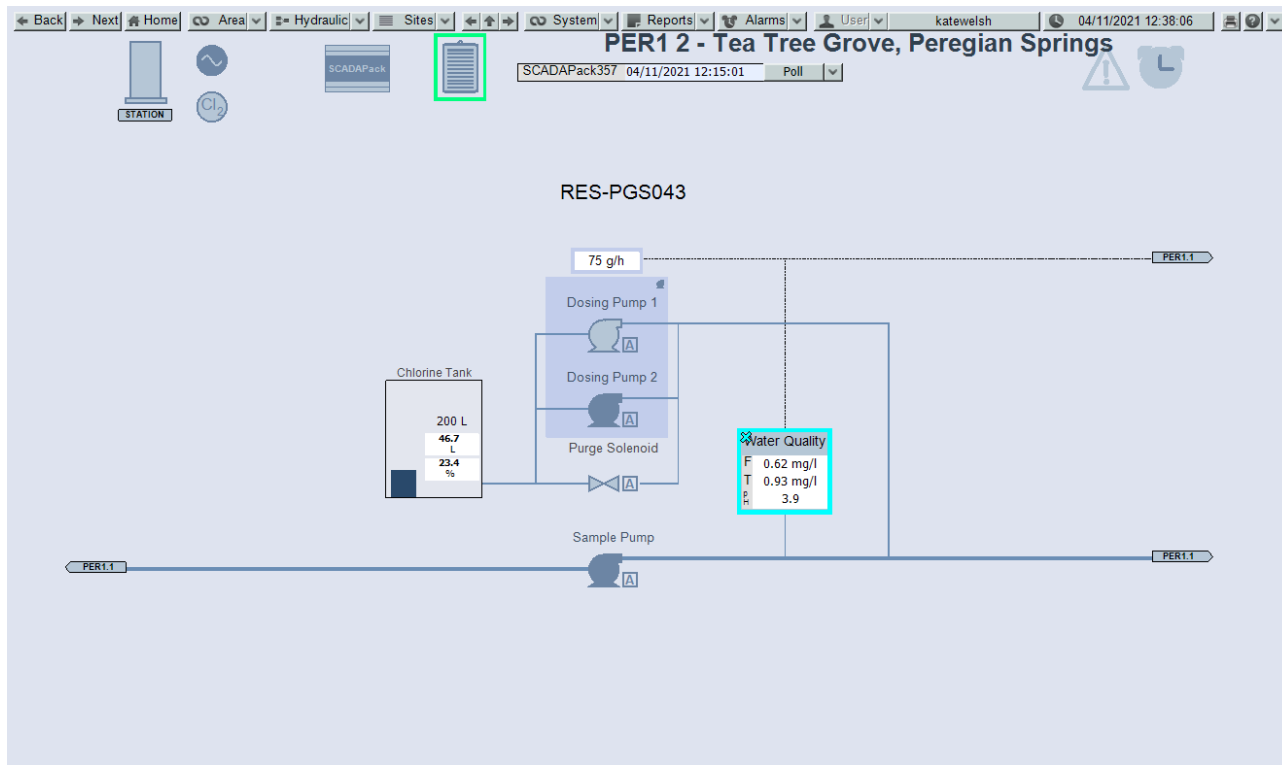 Back Next Home Area Hydraulic Sites System Reports Alarms User katewelsh 04/11/2021 12:38:06
PER1 2 - Tea Tree Grove, Peregian Springs
SCADAPack
SCADAPack357 04/11/2021 12:15:01 Poll
Cl2
STATION
RES-PGS043
75 g/h
PER1.1
Dosing Pump 1
A
Chlorine Tank
Dosing Pump 2
200 L
A
46.7
L
Water Quality
Purge Solenoid
23.4
%
F 0.62 mg/l
T 0.93 mg/l
A
pH 3.9
Sample Pump
PER1.1
PER1.1
A